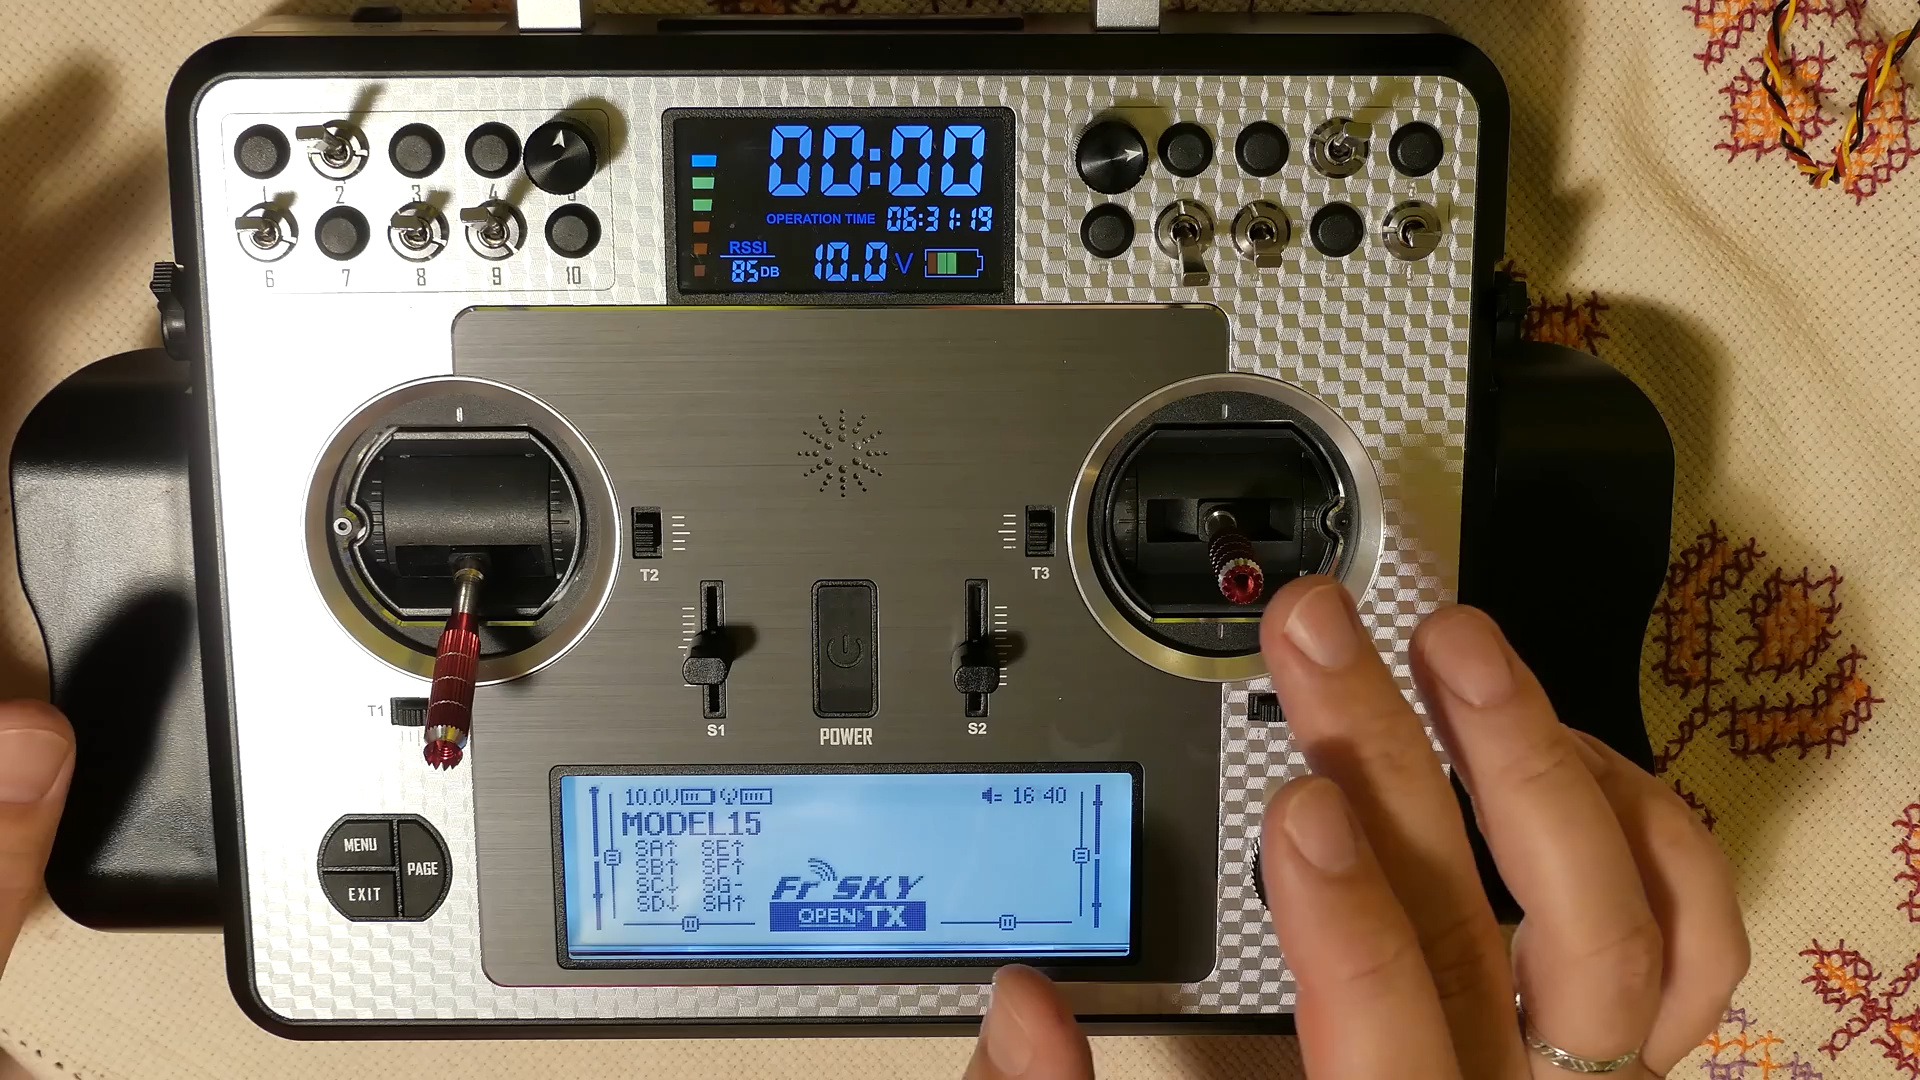 00:00
OPERATION TIME 06:31:19
RSSI
85DB 10.0 V
1 2 3 4
6 7 8 9 10
T2 T3
T1
S1 S2
POWER
MENU
PAGE
EXIT
10.0V 16:40
MODEL15
SA↑ SE↑
SB↑ SF↑
SC↓ SG-
SD↓ SH↑
FrSKY
OPEN TX